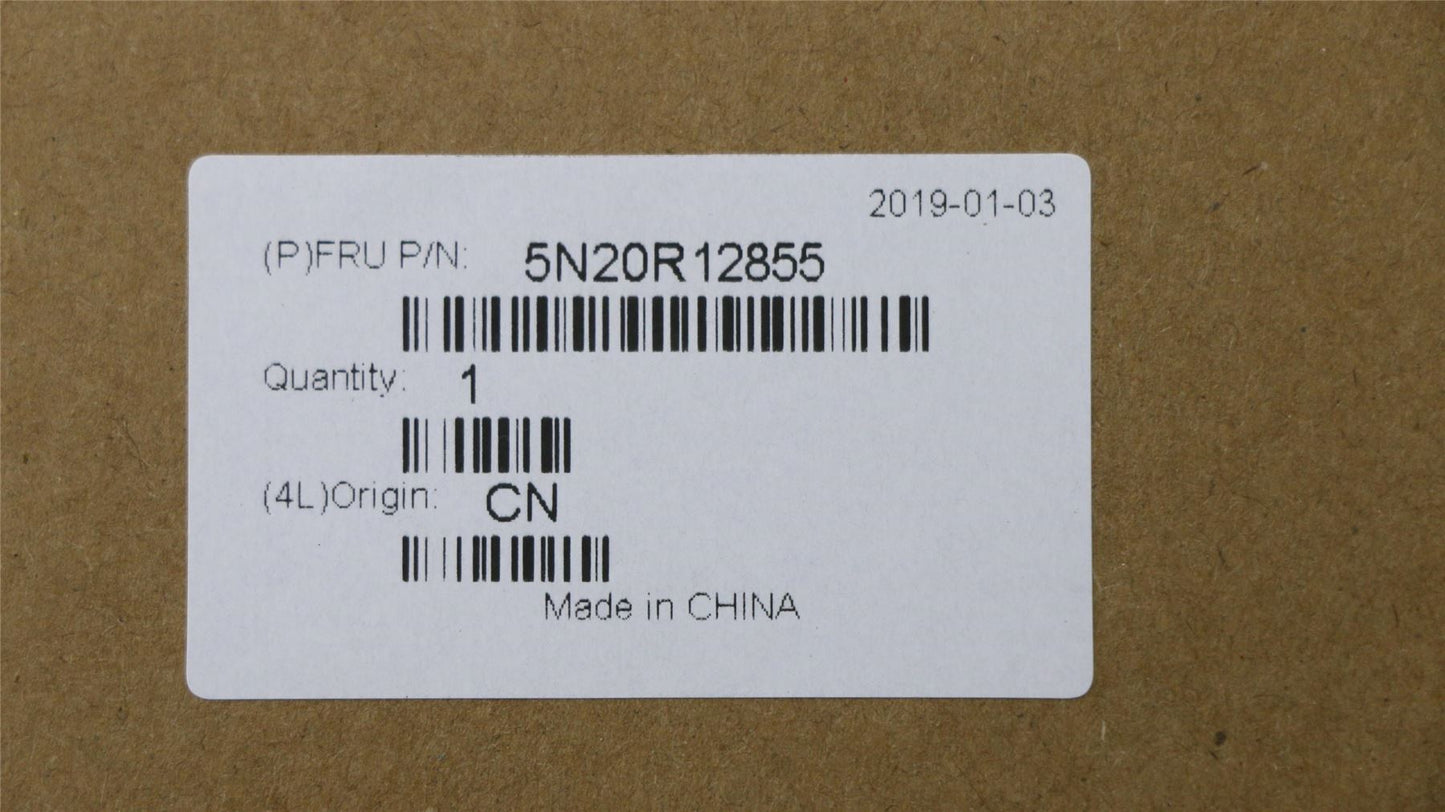 2019-01-03
(P)FRU P/N: 5N20R12855
Quantity: 1
(4L)Origin: CN
Made in CHINA